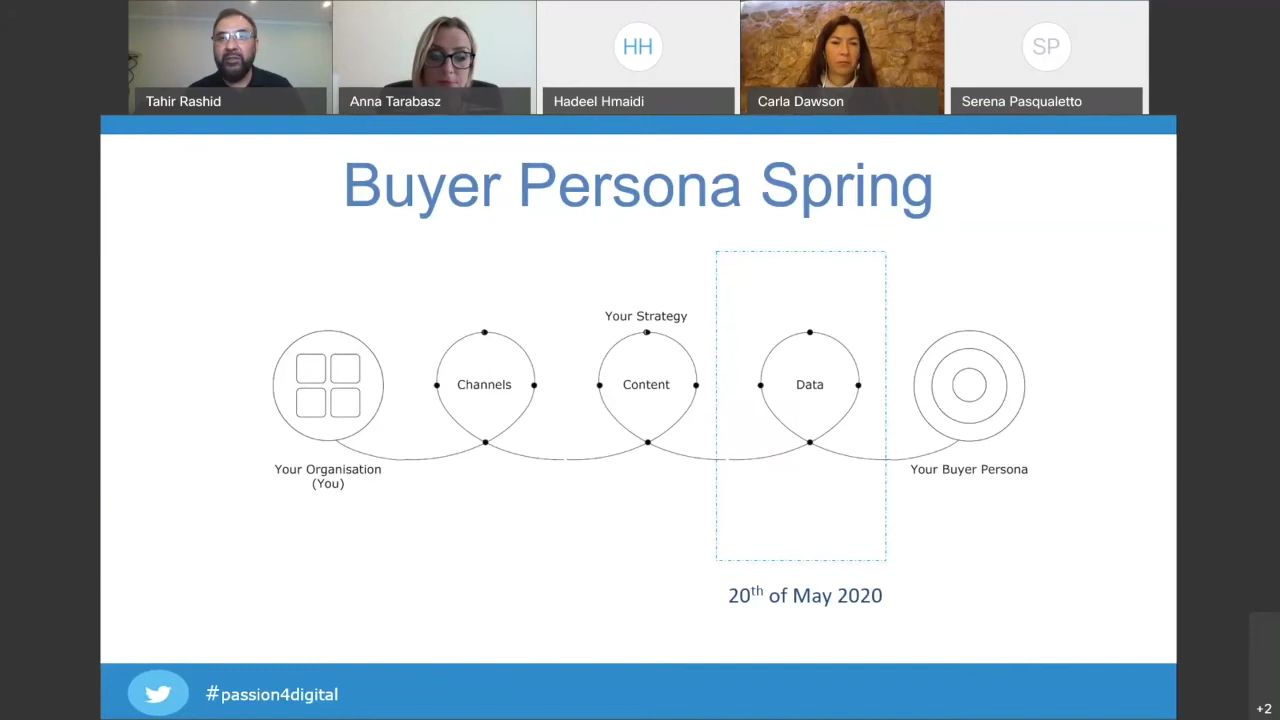 HH
SP
Tahir Rashid
Anna Tarabasz
Hadeel Hmaidi
Carla Dawson
Serena Pasqualetto
Buyer Persona Spring
Your Strategy
Channels
Content
Data
Your Organisation
(You)
Your Buyer Persona
20th of May 2020
#passion4digital
+2